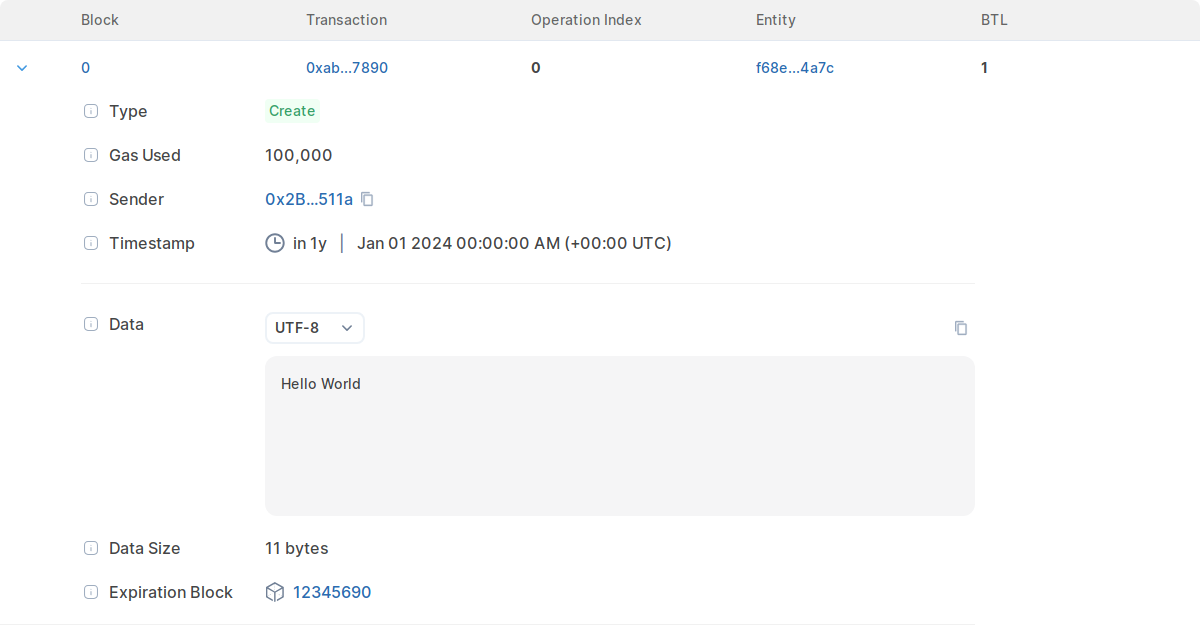 Block Transaction Operation Index Entity BTL
0 0xab...7890 0 f68e...4a7c 1
Type Create
Gas Used 100,000
Sender 0x2B...511a
Timestamp in 1y | Jan 01 2024 00:00:00 AM (+00:00 UTC)
Data UTF-8
Hello World
Data Size 11 bytes
Expiration Block 12345690